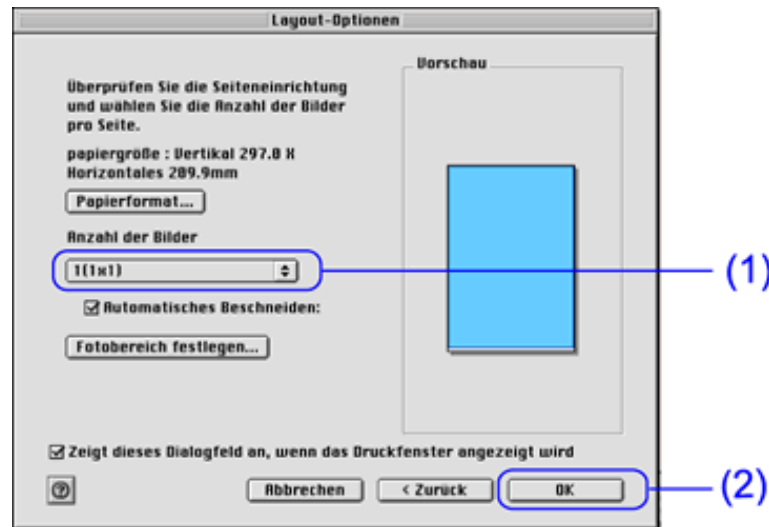 Layout-Optionen
Vorschau
Überprüfen Sie die Seiteneinrichtung
und wählen Sie die Anzahl der Bilder
pro Seite.
papiergröße : Vertikal 297.0 X
Horizontales 209.9mm
Papierformat...
Anzahl der Bilder
1(1x1)
(1)
Automatisches Beschneiden:
Fotobereich festlegen...
Zeigt dieses Dialogfeld an, wenn das Druckfenster angezeigt wird
? Abbrechen < Zurück OK (2)